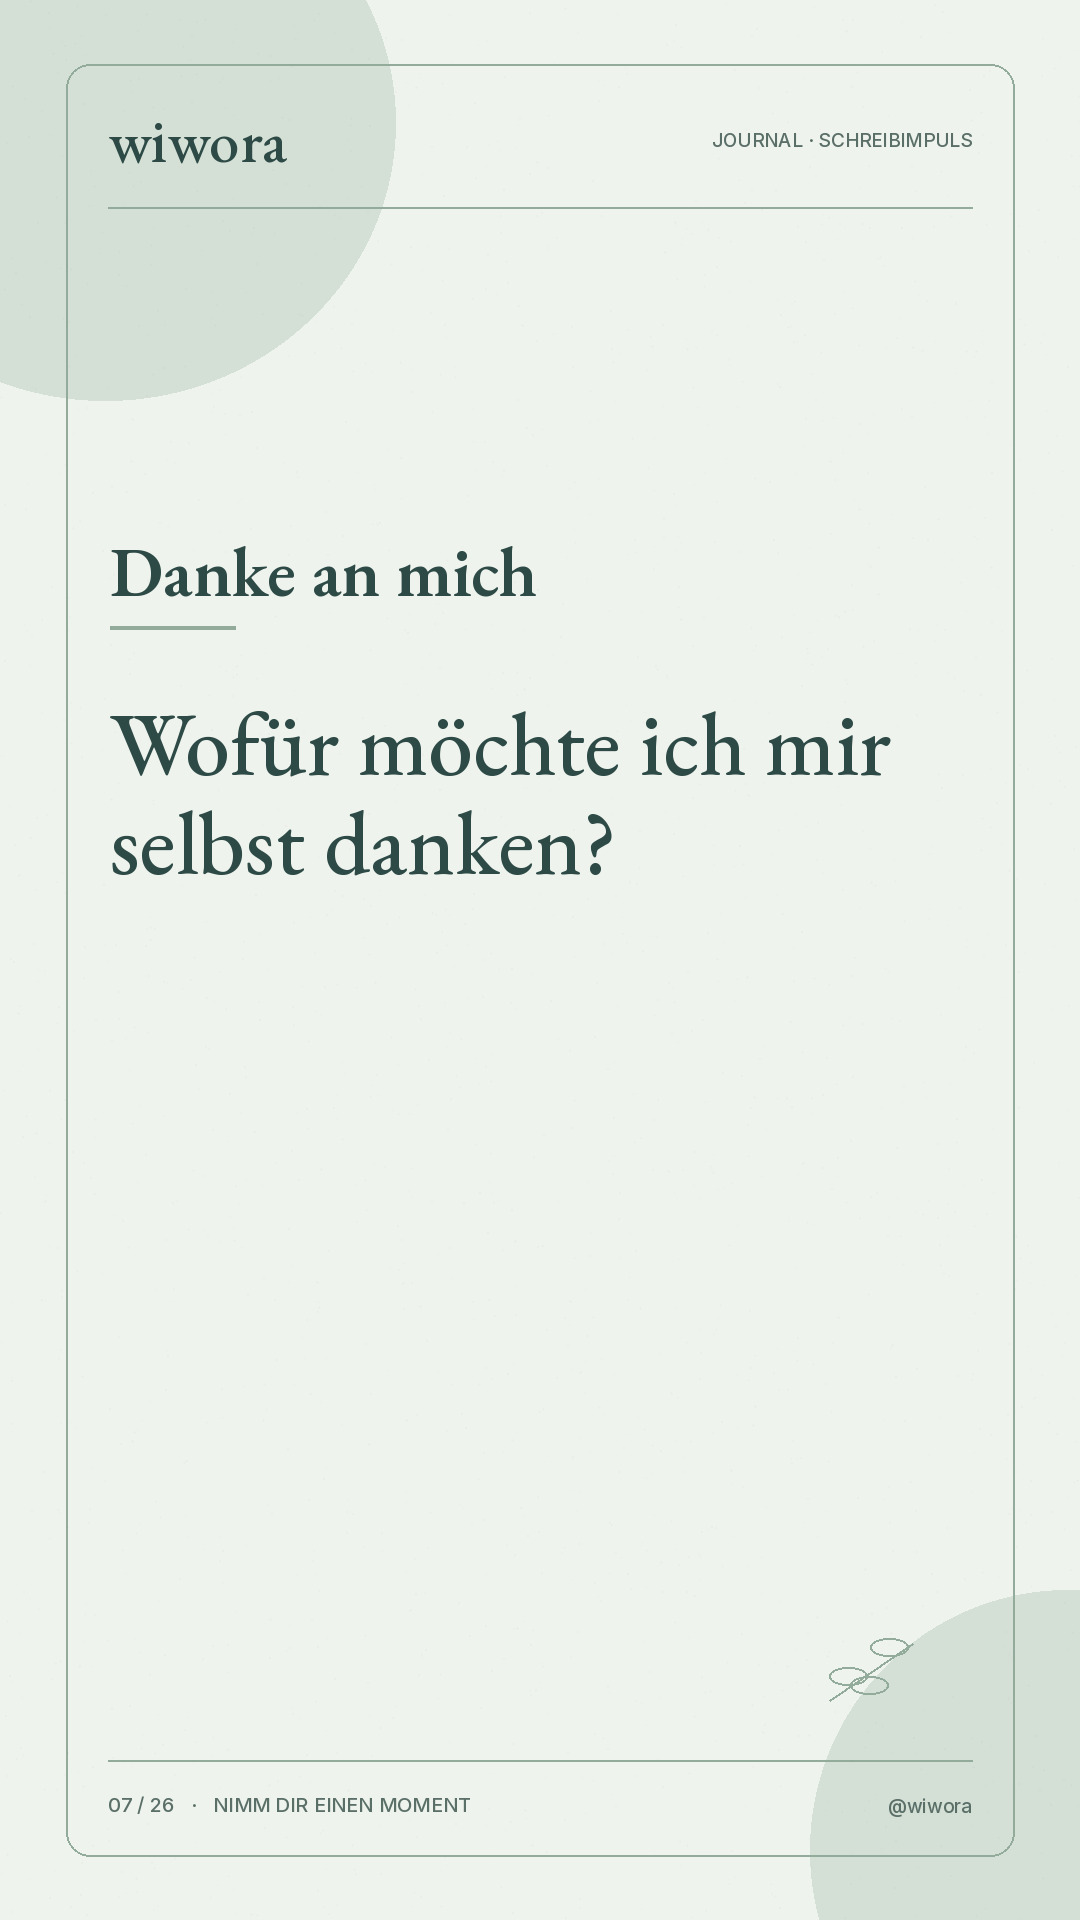 wiwora
JOURNAL · SCHREIBIMPULS
Danke an mich
Wofür möchte ich mir
selbst danken?
07 / 26 · NIMM DIR EINEN MOMENT
@wiwora